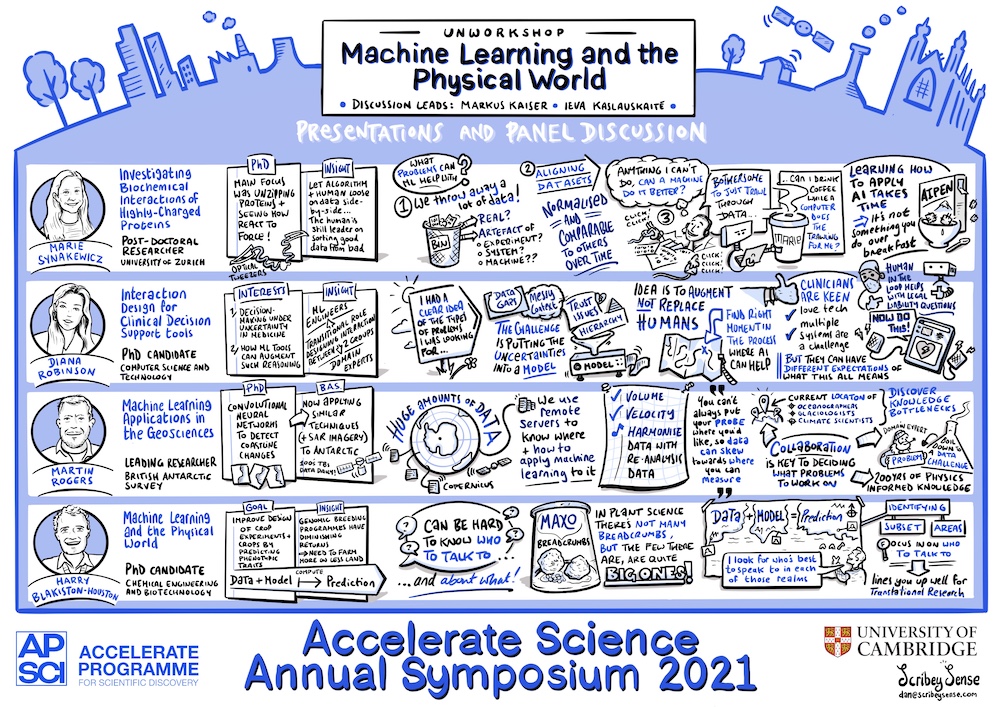 UNWORKSHOP
Machine Learning and the
Physical World
• DISCUSSION LEADS: MARKUS KAISER • IEVA KASLAUSKAITE •
PRESENTATIONS AND PANEL DISCUSSION
MARIE
SYNAKEWICZ
Investigating
Biochemical
Interactions of
Highly-Charged
Proteins
POST-DOCTORAL
RESEARCHER
UNIVERSITY OF ZURICH
PhD
MAIN FOCUS
WAS UNZIPPING
PROTEINS +
SEEING HOW
REACT TO
FORCE!
OPTICAL
TWEEZERS
INSIGHT
LET ALGORITHM
+ HUMAN LOOSE
ON DATA SIDE-
BY-SIDE...
THE HUMAN IS
STILL LEADER ON
SORTING GOOD
DATA FROM BAD
WHAT
PROBLEMS CAN
ML HELP WITH
?
1 We throw away a
lot of data!
BIN
REAL?
ARTEFACT OF
EXPERIMENT?
SYSTEM?
MACHINE??
2 ALIGNING
DATASETS
NORMALISED
AND
COMPARABLE
TO OTHERS
OVER TIME
ANYTHING I CAN'T
DO, CAN A MACHINE
DO IT BETTER?
3
CLICK!
CLICK!
CLICK!
CLICK!
CLICK!
BOTHERSOME
TO JUST TRAWL
THROUGH
DATA...
MARIE
... CAN I DRINK
COFFEE
WHILE A
COMPUTER
DOES
THE
TRAWLING
FOR ME?
LEARNING HOW
TO APPLY
AI TAKES
TIME
→ It's not
something you
do over
breakfast
AIPEN
DIANA
ROBINSON
Interaction
Design for
Clinical Decision
Support Tools
PhD CANDIDATE
COMPUTER SCIENCE AND
TECHNOLOGY
INTERESTS
1 DECISION-
MAKING UNDER
UNCERTAINTY
IN MEDICINE
2 HOW ML TOOLS
CAN AUGMENT
SUCH REASONING
INSIGHT
ML
ENGINEERS
TRANSITIONAL ROLE
DESIGNING INTERACTION
BETWEEN 2 GROUPS
DOMAIN
EXPERTS
I HAD A
CLEAR IDEA
OF THE TYPES
OF PROBLEMS
I WAS LOOKING
FOR...
DATA
GAPS
Messy
Context
TRUST
ISSUES
HIERARCHY
THE CHALLENGE
IS PUTTING THE
UNCERTAINTIES
INTO A MODEL
MODEL
IDEA IS TO AUGMENT
NOT REPLACE
HUMANS
FIND RIGHT
MOMENT IN
THE PROCESS
WHERE AI
CAN HELP
CLINICIANS
ARE KEEN
✓ love tech
✓ multiple
✓ systems are
a challenge
BUT THEY CAN HAVE
DIFFERENT EXPECTATIONS OF
WHAT THIS ALL MEANS
HUMAN
IN THE
LOOP HELPS
WITH LEGAL
LIABILITY QUESTIONS
NOW DO
THIS!
MARTIN
ROGERS
Machine Learning
Applications in
the Geosciences
LEADING RESEARCHER
BRITISH ANTARCTIC
SURVEY
PhD
CONVOLUTIONAL
NEURAL
NETWORKS
TO DETECT
COASTLINE
CHANGES
B.A.S.
NOW APPLYING
SIMILAR
TECHNIQUES
(+ SAR IMAGERY)
TO ANTARCTIC
100s TBs
DATA DOWN!
HUGE AMOUNTS OF DATA
COPERNICUS
We use
remote
servers to
know where
+ how to
apply machine
learning to it
✓ VOLUME
✓ VELOCITY
HARMONISE
DATA WITH
RE-ANALYSIS
DATA
"You can't
always put
your PROBE
where you'd
like, so data
can skew
towards where
you can
measure"
CURRENT LOCATION OF
OCEANOGRAPHERS
GLACIOLOGISTS
CLIMATE SCIENTISTS
COLLABORATION
IS KEY TO DECIDING
WHAT PROBLEMS
TO WORK ON
DISCOVER
KNOWLEDGE
BOTTLENECKS
DOMAIN EXPERT
PROBLEM
BOIL
DOWN TO
A DATA
CHALLENGE
200YRS OF PHYSICS
INFORMED KNOWLEDGE
HARRY
BLAKISTON-HOUSTON
Machine Learning
and the Physical
World
PhD CANDIDATE
CHEMICAL ENGINEERING
AND BIOTECHNOLOGY
GOAL
IMPROVE DESIGN
OF CROP
EXPERIMENTS +
CROPS BY
PREDICTING
PHENOTYPIC
TRAITS
INSIGHT
GENOMIC BREEDING
PROGRAMMES HAVE
DIMINISHING
RETURNS
→ NEED TO FARM
MORE ON LESS LAND
COMPUTE
DATA + MODEL → Prediction
CAN BE HARD
TO KNOW WHO
TO TALK TO...
...and about what!
MAXO
BREADCRUMBS
IN PLANT SCIENCE
THERE'S NOT MANY
BREADCRUMBS,
BUT THE FEW THERE
ARE, ARE QUITE
BIG ONES!
DATA + MODEL = Prediction
I look for who's best
to speak to in each
of those realms
IDENTIFYING
SUBSET AREAS
FOCUS IN ON WHO
TO TALK TO
lines you up well for
Translational Research
AP
SCI
ACCELERATE
PROGRAMME
FOR SCIENTIFIC DISCOVERY
Accelerate Science
Annual Symposium 2021
UNIVERSITY OF
CAMBRIDGE
Scribey Sense
dan@scribeysense.com